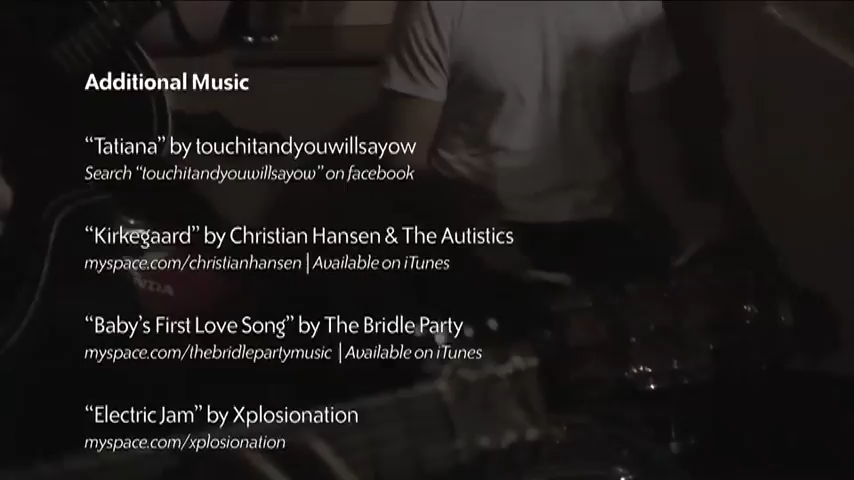 Additional Music
“Tatiana” by touchitandyouwillsayow
Search “touchitandyouwillsayow” on facebook
“Kirkegaard” by Christian Hansen & The Autistics
myspace.com/christianhansen | Available on iTunes
“Baby’s First Love Song” by The Bridle Party
myspace.com/thebridlepartymusic | Available on iTunes
“Electric Jam” by Xplosionation
myspace.com/xplosionation